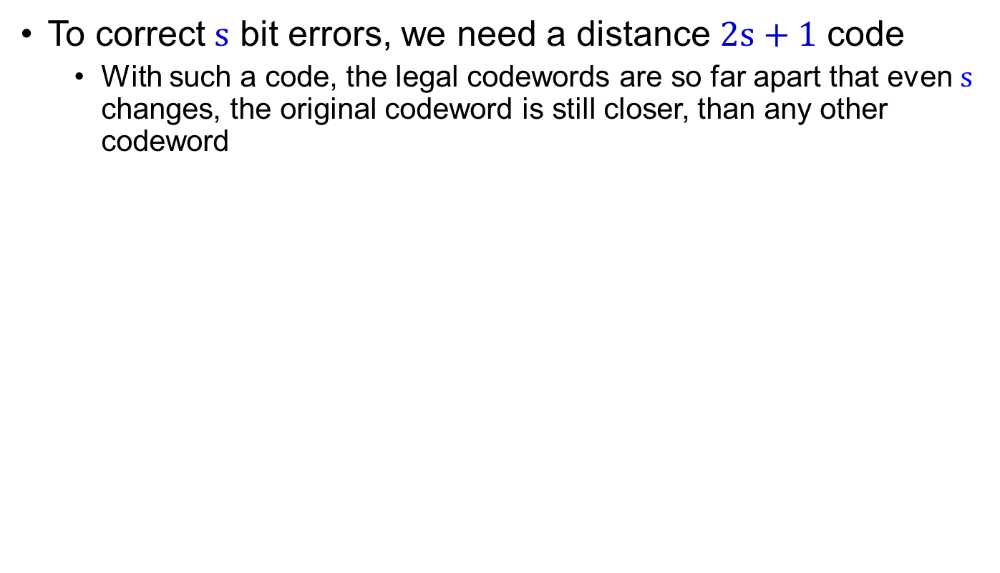 • To correct s bit errors, we need a distance 2s + 1 code
• With such a code, the legal codewords are so far apart that even s
changes, the original codeword is still closer, than any other
codeword